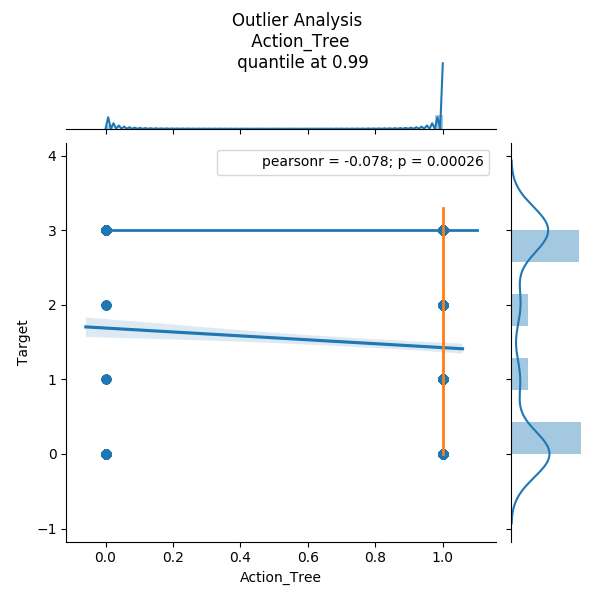 Outlier Analysis
Action_Tree
quantile at 0.99
pearsonr = -0.078; p = 0.00026
4
3
2
1
0
−1
Target
0.0 0.2 0.4 0.6 0.8 1.0
Action_Tree